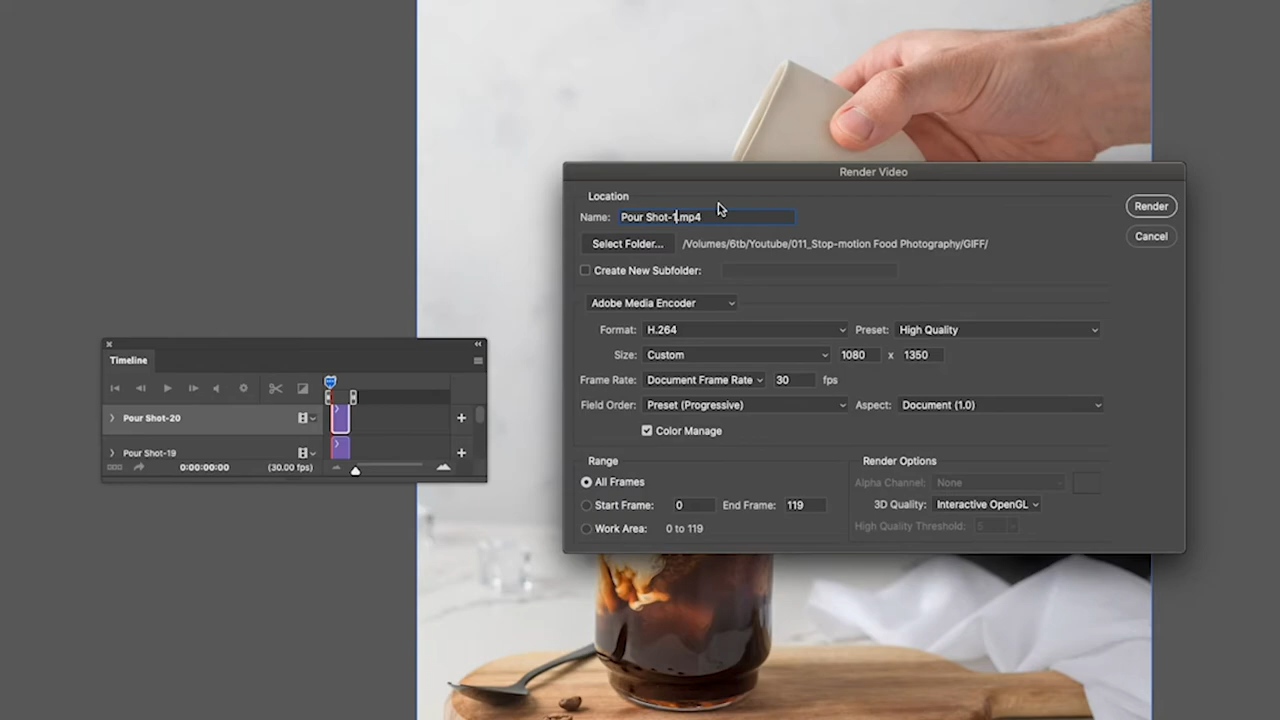 Render Video
Location
Name: Pour Shot-1.mp4
Render
Select Folder... /Volumes/6tb/Youtube/011_Stop-motion Food Photography/GIFF/
Cancel
Create New Subfolder:
Adobe Media Encoder
Format: H.264 Preset: High Quality
Size: Custom 1080 x 1350
Frame Rate: Document Frame Rate 30 fps
Field Order: Preset (Progressive) Aspect: Document (1.0)
Color Manage
Range
All Frames
Start Frame: 0 End Frame: 119
Work Area: 0 to 119
Render Options
Alpha Channel: None
3D Quality: Interactive OpenGL
High Quality Threshold: 5
Timeline
Pour Shot-20
Pour Shot-19
0:00:00:00 (30.00 fps)